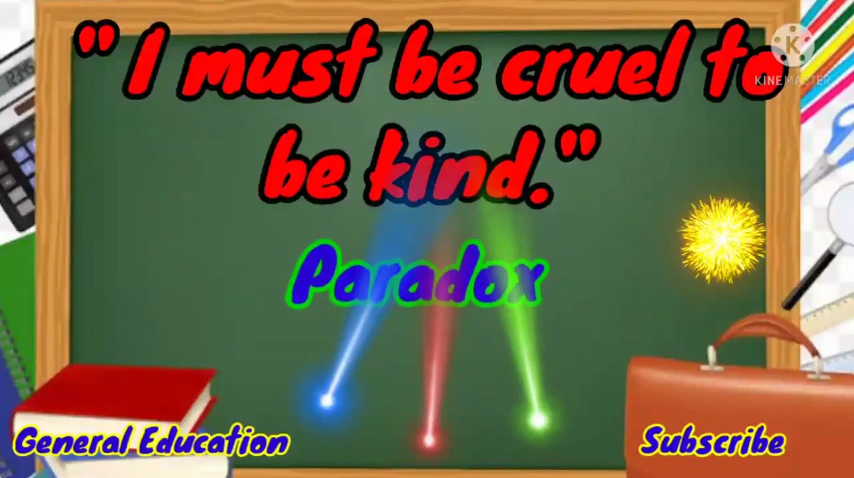 " I must be cruel to
be kind."
Paradox
General Education
Subscribe
K
KINEMASTER